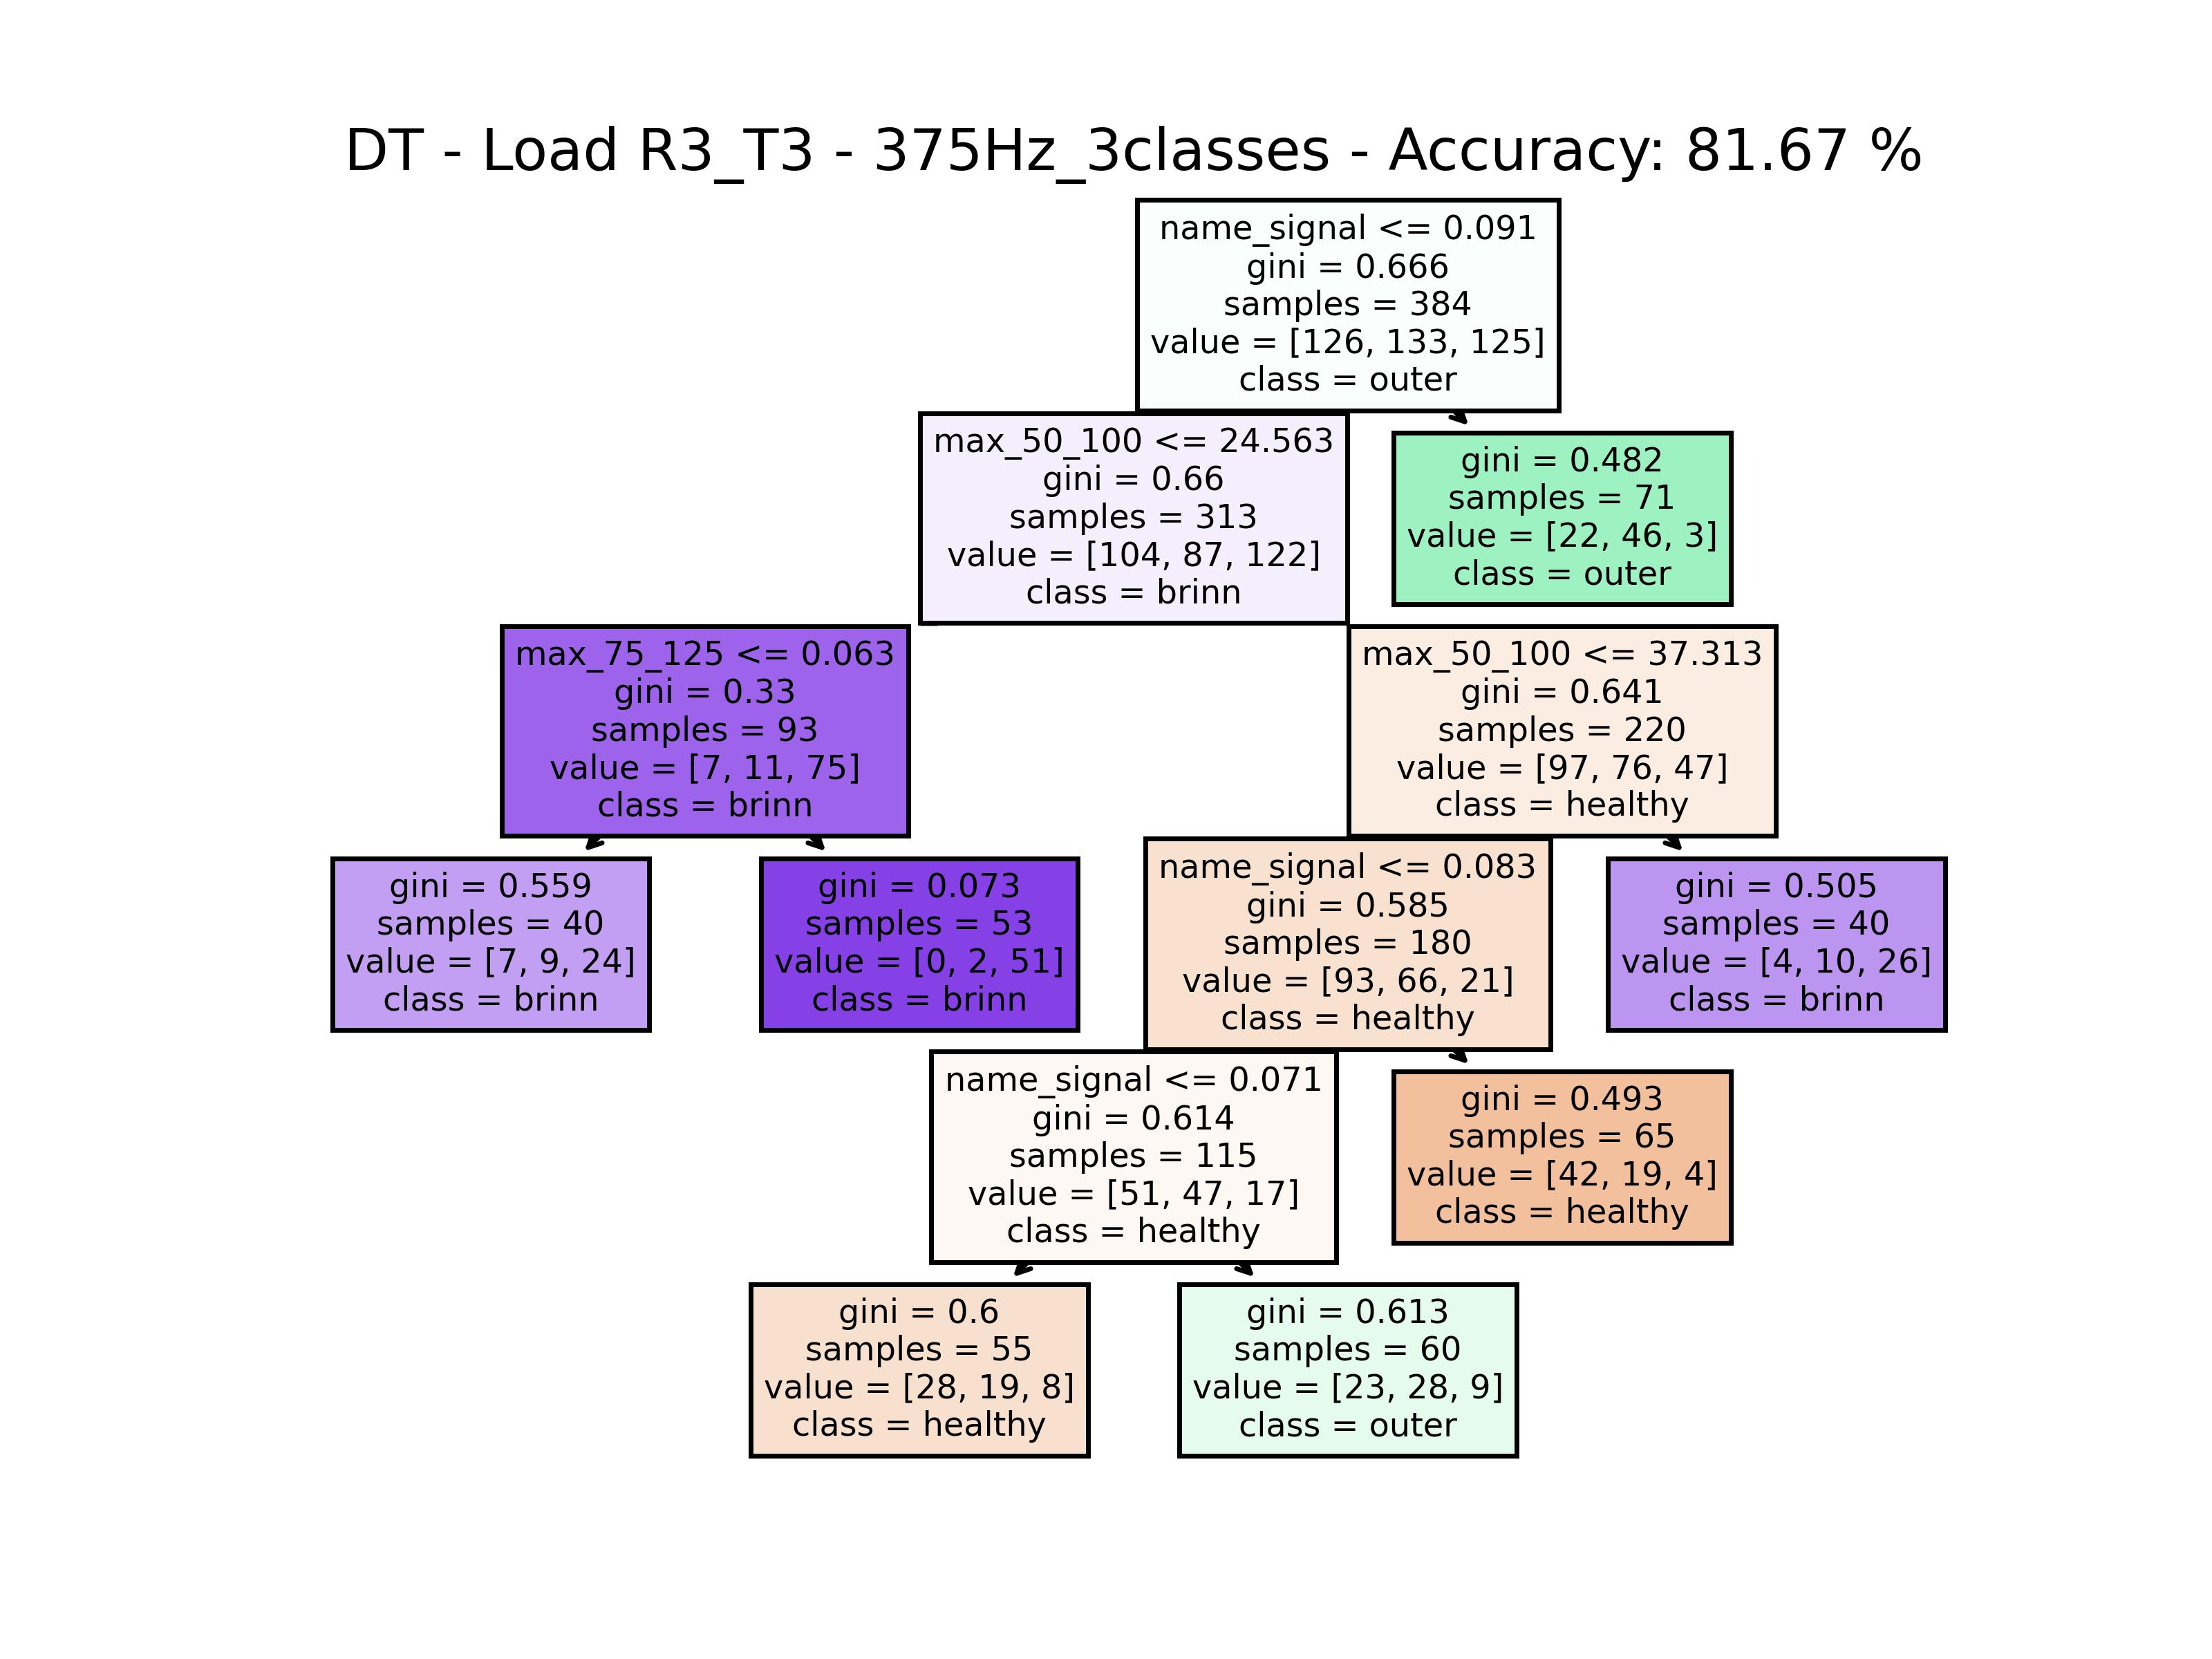 DT - Load R3_T3 - 375Hz_3classes - Accuracy: 81.67 %
name_signal <= 0.091
gini = 0.666
samples = 384
value = [126, 133, 125]
class = outer
max_50_100 <= 24.563
gini = 0.66
samples = 313
value = [104, 87, 122]
class = brinn
gini = 0.482
samples = 71
value = [22, 46, 3]
class = outer
max_75_125 <= 0.063
gini = 0.33
samples = 93
value = [7, 11, 75]
class = brinn
max_50_100 <= 37.313
gini = 0.641
samples = 220
value = [97, 76, 47]
class = healthy
gini = 0.559
samples = 40
value = [7, 9, 24]
class = brinn
gini = 0.073
samples = 53
value = [0, 2, 51]
class = brinn
name_signal <= 0.083
gini = 0.585
samples = 180
value = [93, 66, 21]
class = healthy
gini = 0.505
samples = 40
value = [4, 10, 26]
class = brinn
name_signal <= 0.071
gini = 0.614
samples = 115
value = [51, 47, 17]
class = healthy
gini = 0.493
samples = 65
value = [42, 19, 4]
class = healthy
gini = 0.6
samples = 55
value = [28, 19, 8]
class = healthy
gini = 0.613
samples = 60
value = [23, 28, 9]
class = outer